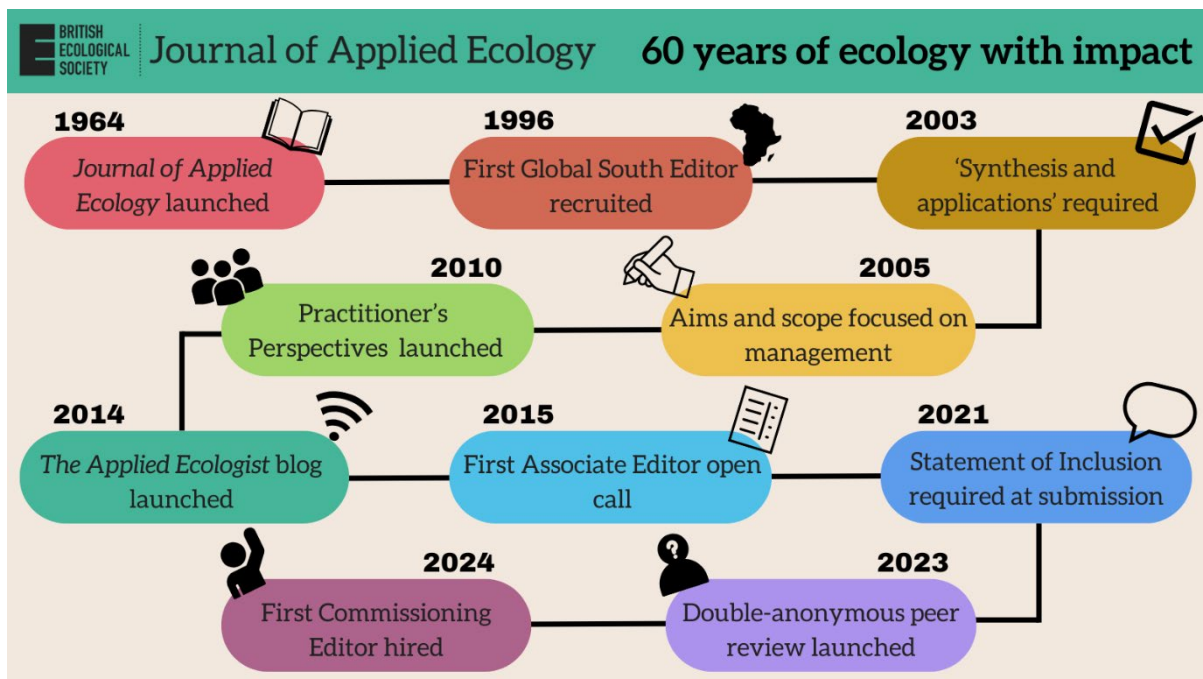 BRITISH
ECOLOGICAL
SOCIETY
Journal of Applied Ecology
60 years of ecology with impact
1964
Journal of Applied
Ecology launched
1996
First Global South Editor
recruited
2003
‘Synthesis and
applications’ required
2005
Aims and scope focused on
management
2010
Practitioner’s
Perspectives launched
2014
The Applied Ecologist blog
launched
2015
First Associate Editor open
call
2021
Statement of Inclusion
required at submission
2023
?
Double-anonymous peer
review launched
2024
First Commissioning
Editor hired